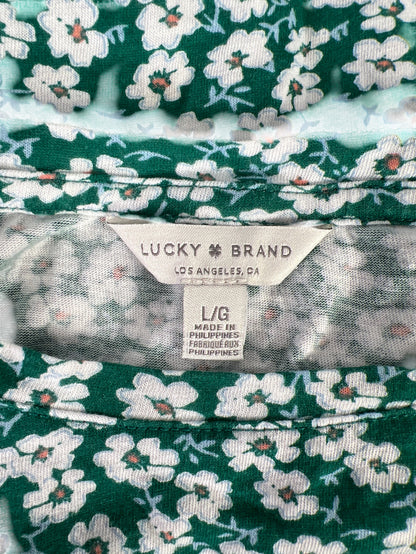 LUCKY BRAND
LOS ANGELES, CA
L/G
MADE IN
PHILIPPINES
FABRIQUÉ AUX
PHILIPPINES